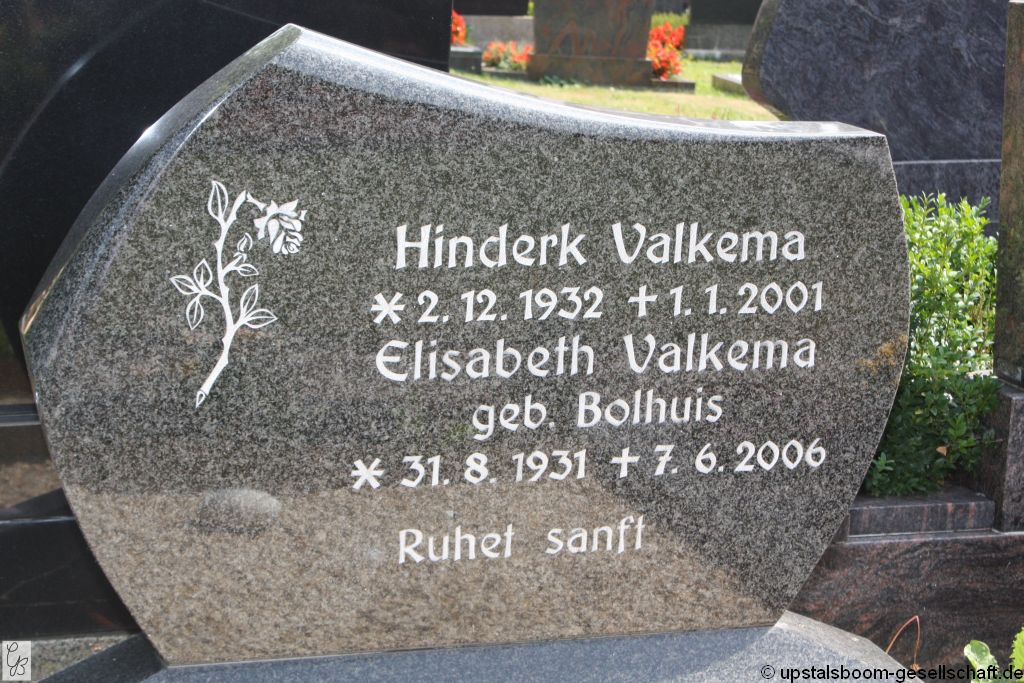 Hinderk Valkema
* 2. 12. 1932 + 1. 1. 2001
Elisabeth Valkema
geb. Bolhuis
* 31. 8. 1931 + 7. 6. 2006
Ruhet sanft
GB
© upstalsboom-gesellschaft.de